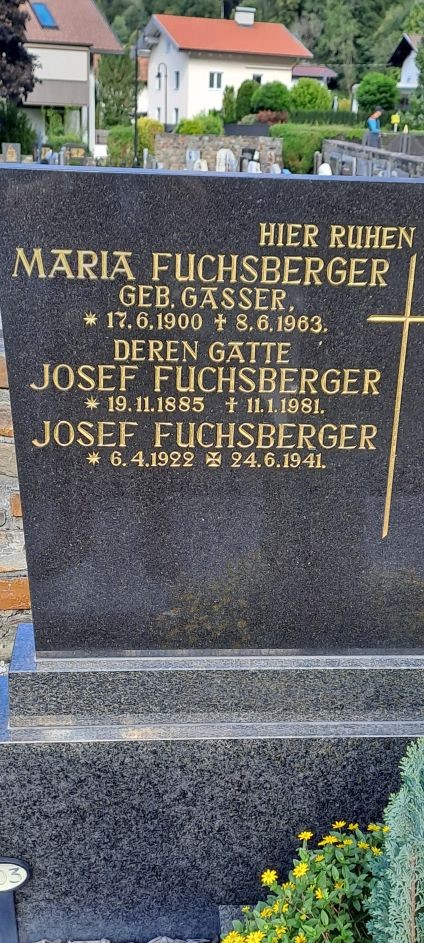 HIER RUHEN
MARIA FUCHSBERGER
GEB. GASSER,
* 17.6.1900 ✝ 8.6.1963.
DEREN GATTE
JOSEF FUCHSBERGER
* 19.11.1885 ✝ 11.1.1981.
JOSEF FUCHSBERGER
* 6.4.1922 ✠ 24.6.1941.